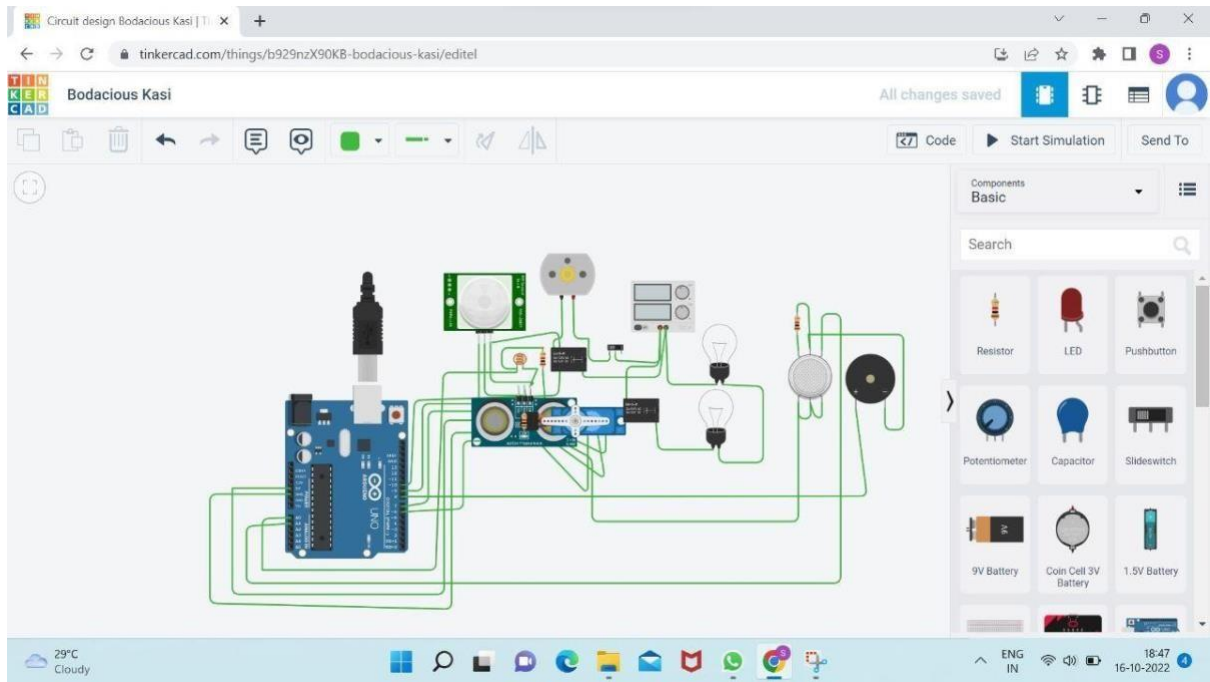 Circuit design Bodacious Kasi | Ti
tinkercad.com/things/b929nzX90KB-bodacious-kasi/editel
S
TIN
KER
CAD
Bodacious Kasi
All changes saved
Code
Start Simulation
Send To
Components
Basic
Search
Resistor
LED
Pushbutton
Potentiometer
Capacitor
Slideswitch
9V Battery
Coin Cell 3V
Battery
1.5V Battery
ARDUINO
UNO
29°C
Cloudy
ENG
IN
18:47
16-10-2022
4